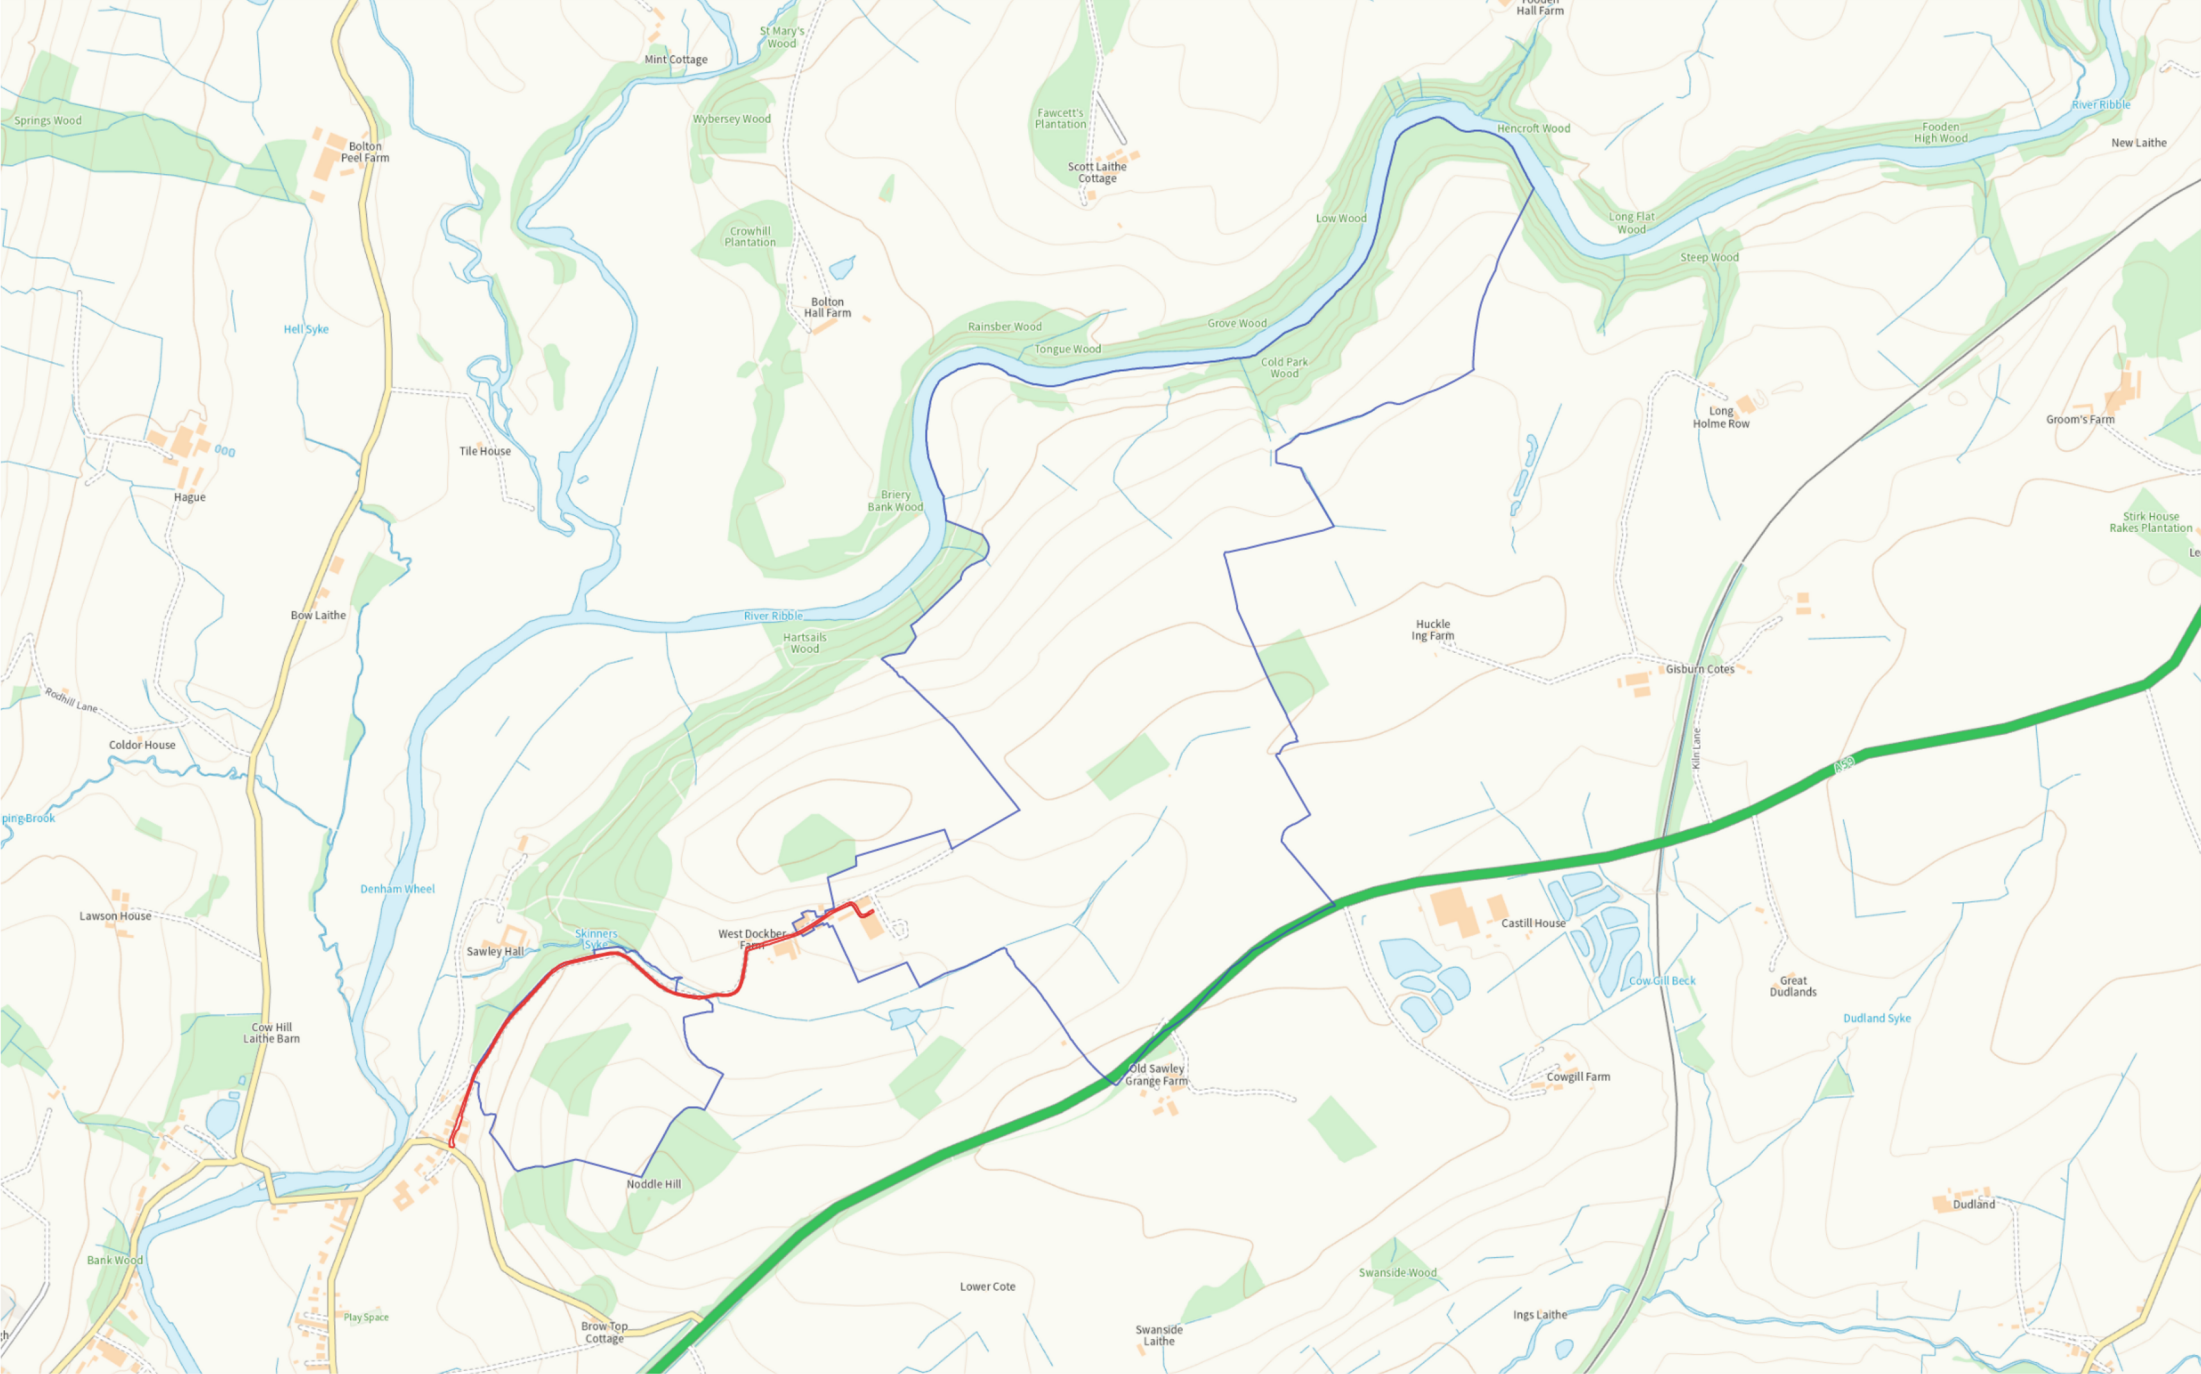 Fooden
Hall Farm
St Mary's
Wood
Mint Cottage
River Ribble
Springs Wood
Wybersey Wood
Fawcett's
Plantation
Hencroft Wood
Fooden
High Wood
New Laithe
Bolton
Peel Farm
Scott Laithe
Cottage
Low Wood
Long Flat
Wood
Crowhill
Plantation
Steep Wood
Bolton
Hall Farm
Hell Syke
Rainsber Wood
Grove Wood
Tongue Wood
Cold Park
Wood
Long
Holme Row
Groom's Farm
Tile House
Hague
Briery
Bank Wood
Stirk House
Rakes Plantation
Le
Bow Laithe
River Ribble
Hartsails
Wood
Huckle
Ing Farm
Gisburn Cotes
Rodhill Lane
Coldor House
Kiln Lane
A59
ping Brook
Denham Wheel
Lawson House
Skinners
Syke
Sawley Hall
West Dockber
Farm
Castill House
Cow Gill Beck
Great
Dudlands
Dudland Syke
Cow Hill
Laithe Barn
Old Sawley
Grange Farm
Cowgill Farm
Noddle Hill
Dudland
Bank Wood
Swanside Wood
Lower Cote
Play Space
Ings Laithe
Brow Top
Cottage
Swanside
Laithe
gh